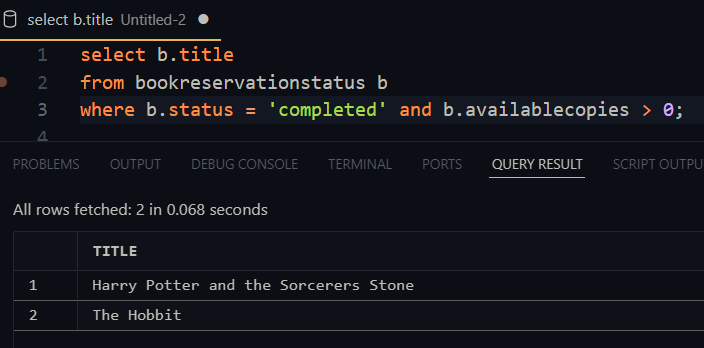 select b.title Untitled-2
1 select b.title
2 from bookreservationstatus b
3 where b.status = 'completed' and b.availablecopies > 0;
4
PROBLEMS OUTPUT DEBUG CONSOLE TERMINAL PORTS QUERY RESULT SCRIPT OUTPU
All rows fetched: 2 in 0.068 seconds
TITLE
1 Harry Potter and the Sorcerers Stone
2 The Hobbit